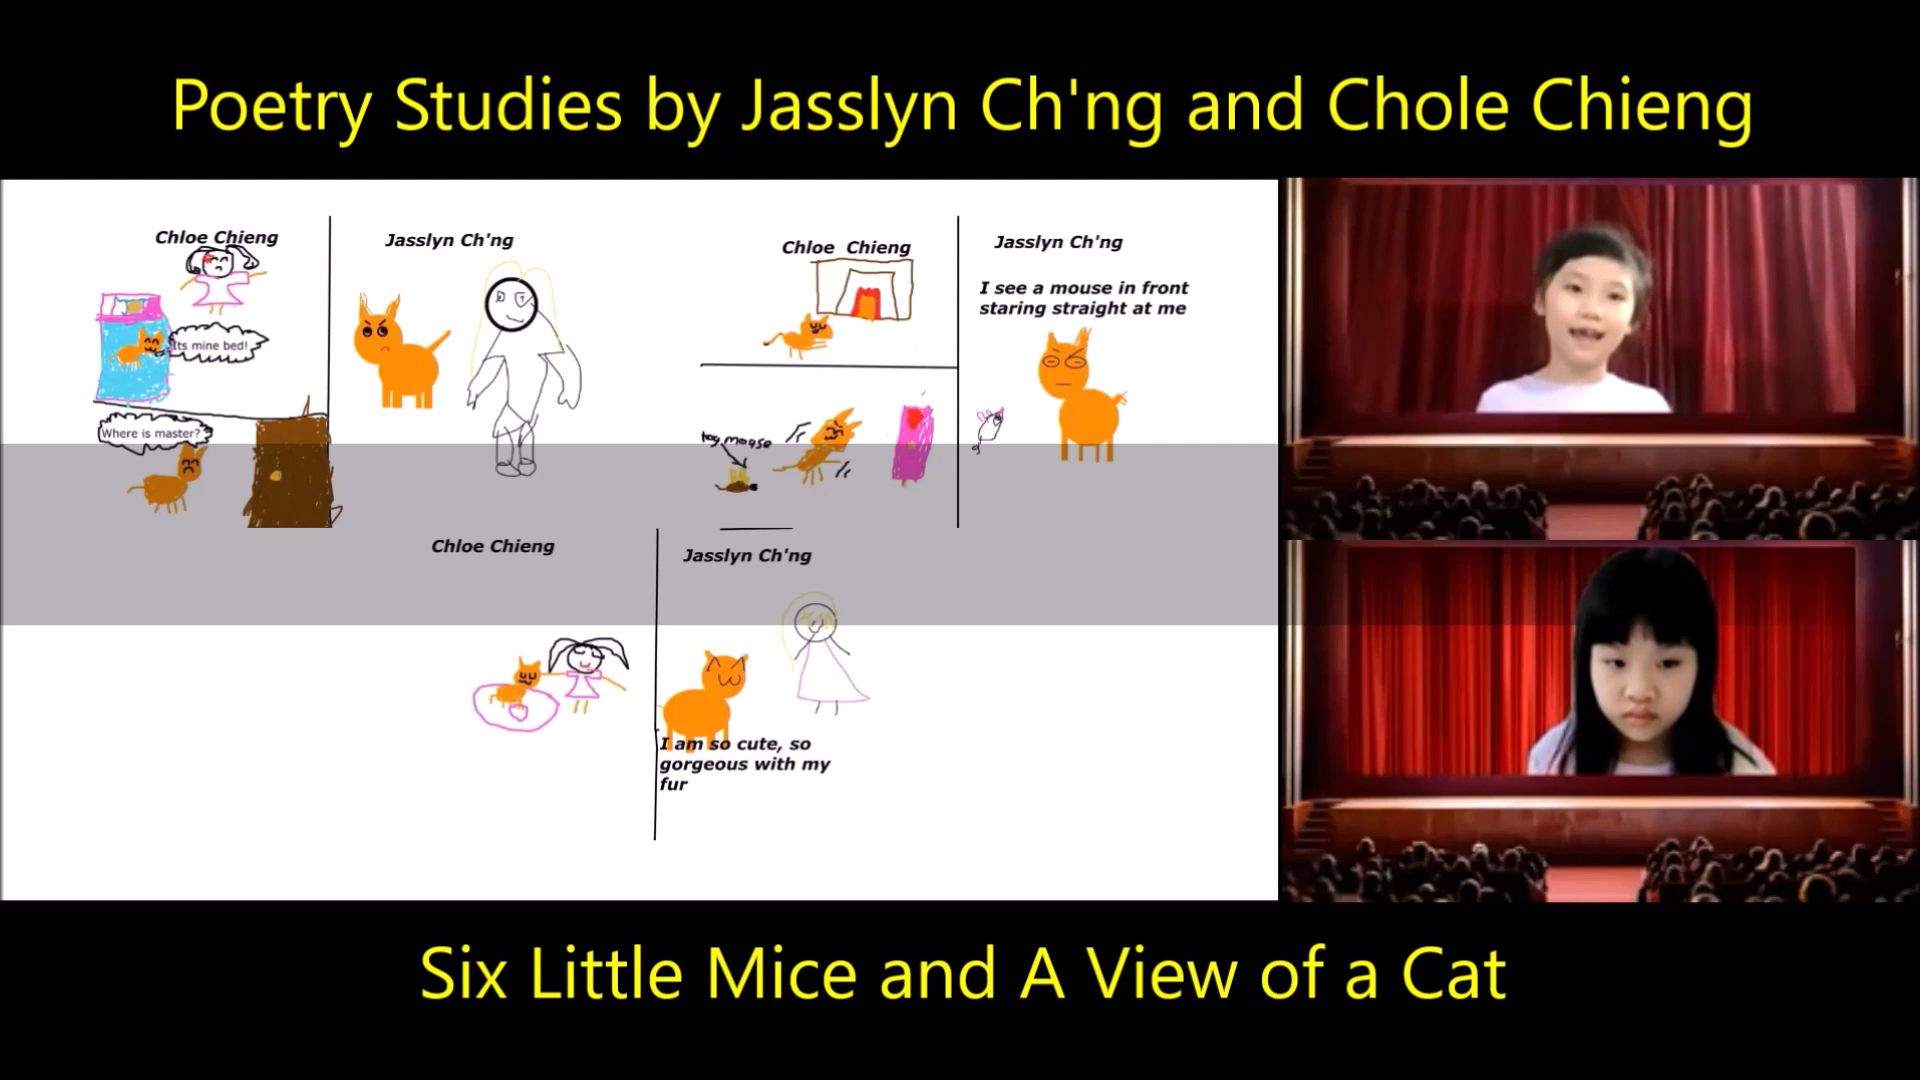 Poetry Studies by Jasslyn Ch'ng and Chole Chieng
Chloe Chieng
Its mine bed!
Where is master?
Jasslyn Ch'ng
Chloe Chieng
toy mouse
Jasslyn Ch'ng
I see a mouse in front
staring straight at me
Chloe Chieng
Jasslyn Ch'ng
I am so cute, so
gorgeous with my
fur
Six Little Mice and A View of a Cat